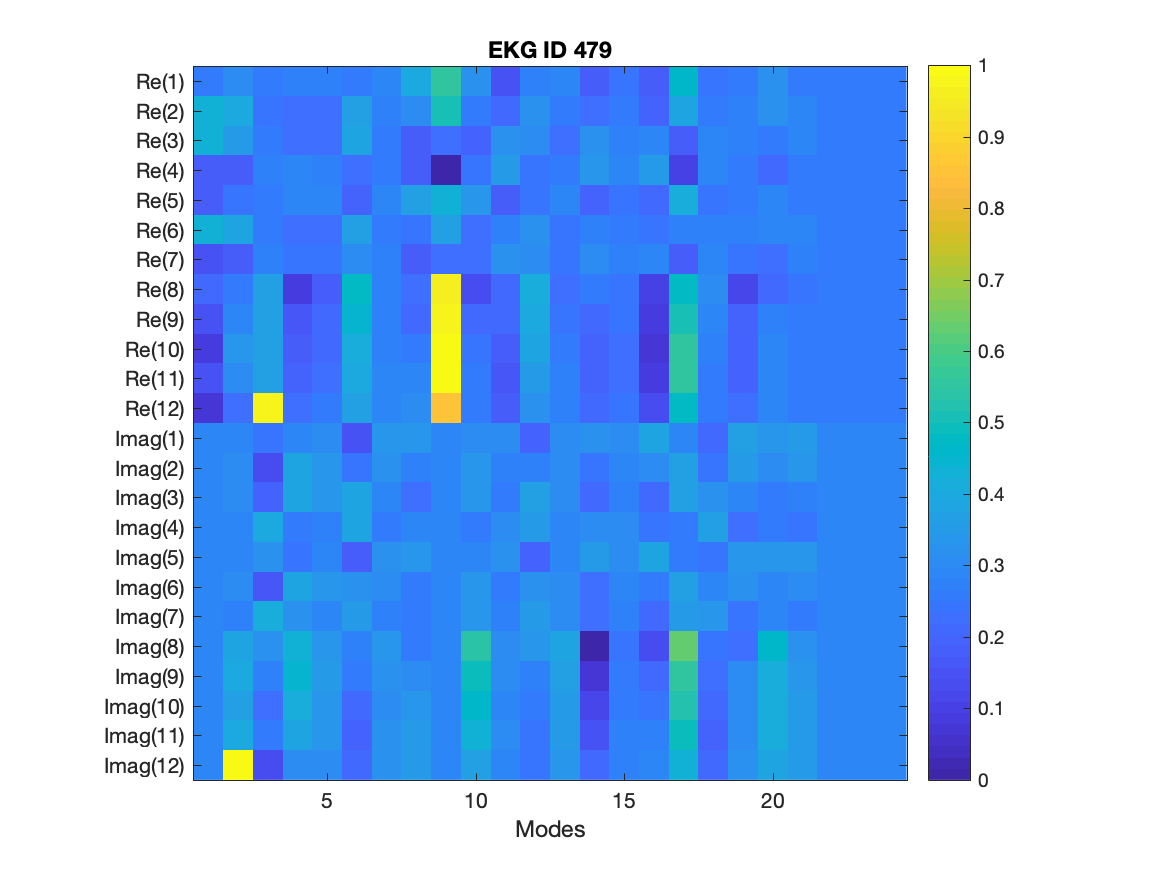 EKG ID 479
Re(1)
Re(2)
Re(3)
Re(4)
Re(5)
Re(6)
Re(7)
Re(8)
Re(9)
Re(10)
Re(11)
Re(12)
Imag(1)
Imag(2)
Imag(3)
Imag(4)
Imag(5)
Imag(6)
Imag(7)
Imag(8)
Imag(9)
Imag(10)
Imag(11)
Imag(12)
5 10 15 20
Modes
1
0.9
0.8
0.7
0.6
0.5
0.4
0.3
0.2
0.1
0